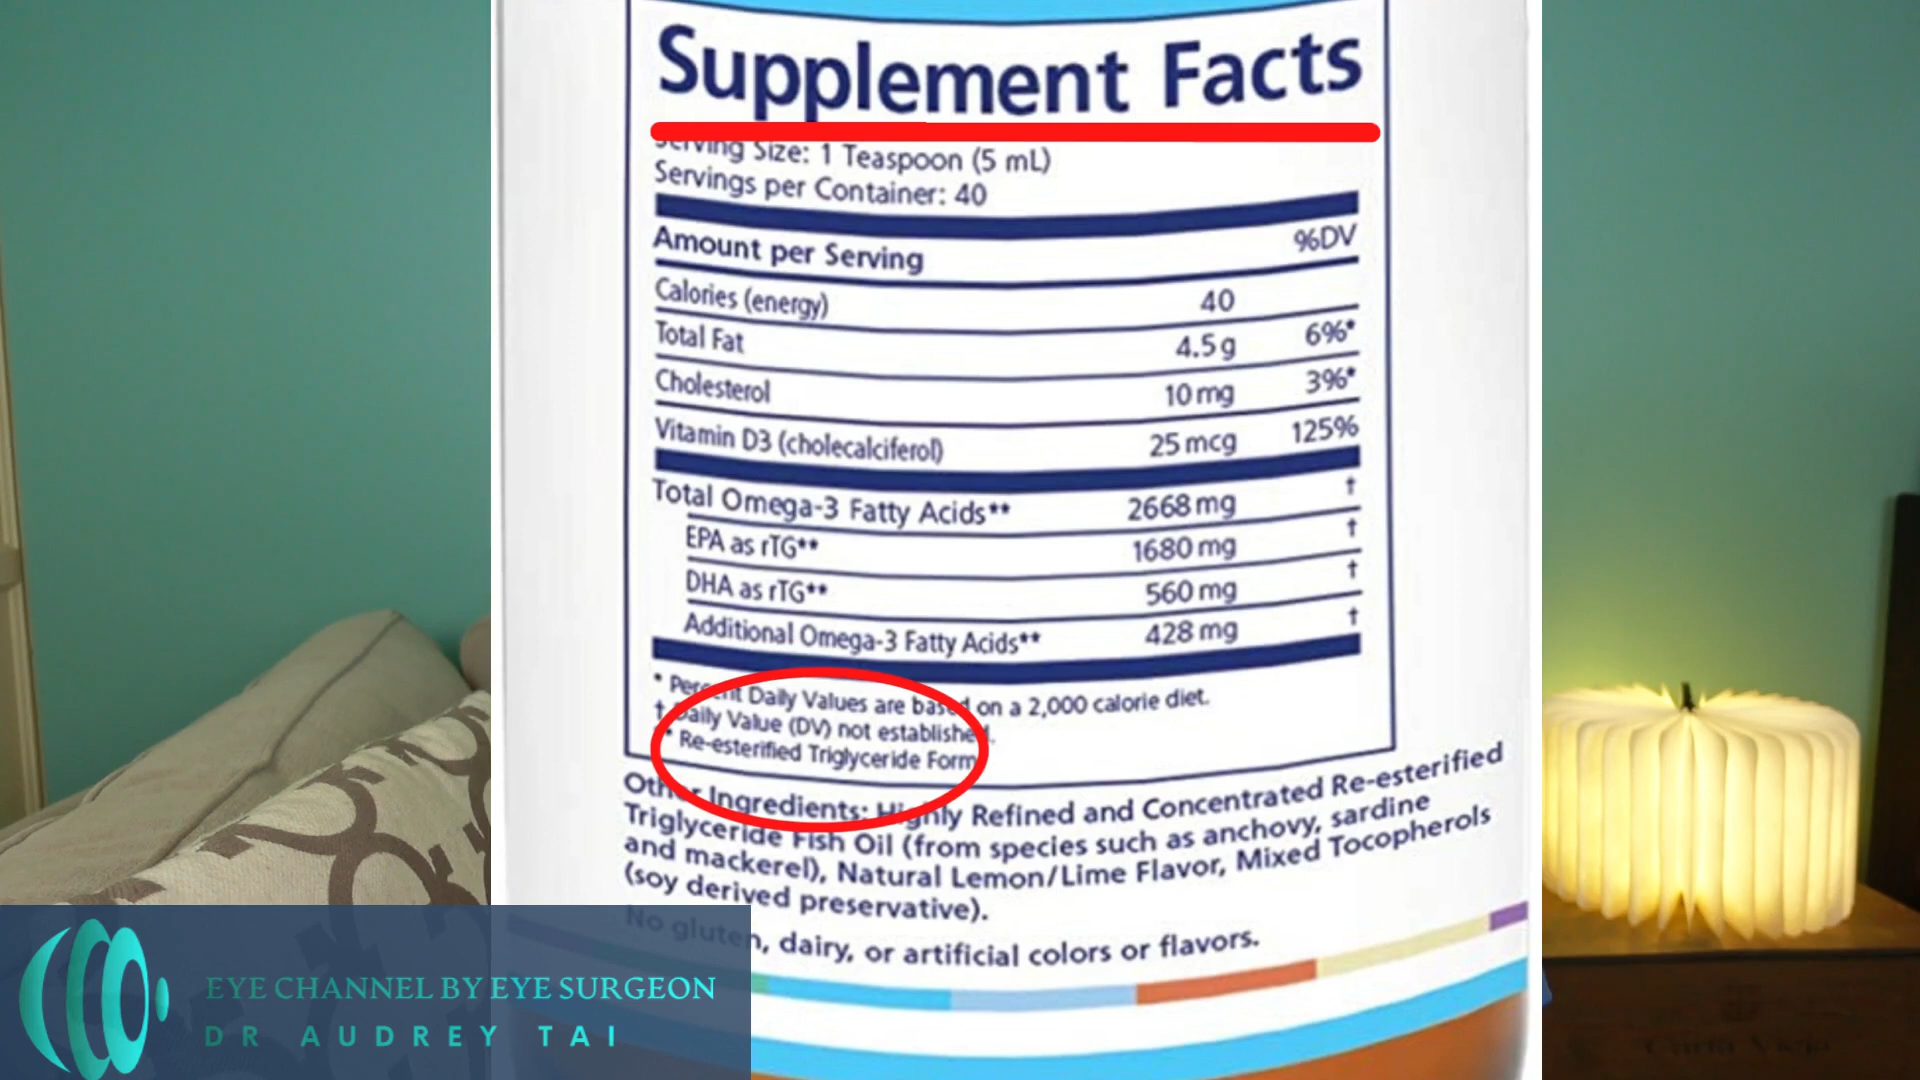 Supplement Facts
Serving Size: 1 Teaspoon (5 mL)
Servings per Container: 40
Amount per Serving %DV
Calories (energy) 40
Total Fat 4.5 g 6%*
Cholesterol 10 mg 3%*
Vitamin D3 (cholecalciferol) 25 mcg 125%
Total Omega-3 Fatty Acids** 2668 mg †
EPA as rTG** 1680 mg †
DHA as rTG** 560 mg †
Additional Omega-3 Fatty Acids** 428 mg †
* Percent Daily Values are based on a 2,000 calorie diet.
† Daily Value (DV) not established.
* Re-esterified Triglyceride Form
Other Ingredients: Highly Refined and Concentrated Re-esterified
Triglyceride Fish Oil (from species such as anchovy, sardine
and mackerel), Natural Lemon/Lime Flavor, Mixed Tocopherols
(soy derived preservative).
No gluten, dairy, or artificial colors or flavors.
EYE CHANNEL BY EYE SURGEON
DR AUDREY TAI